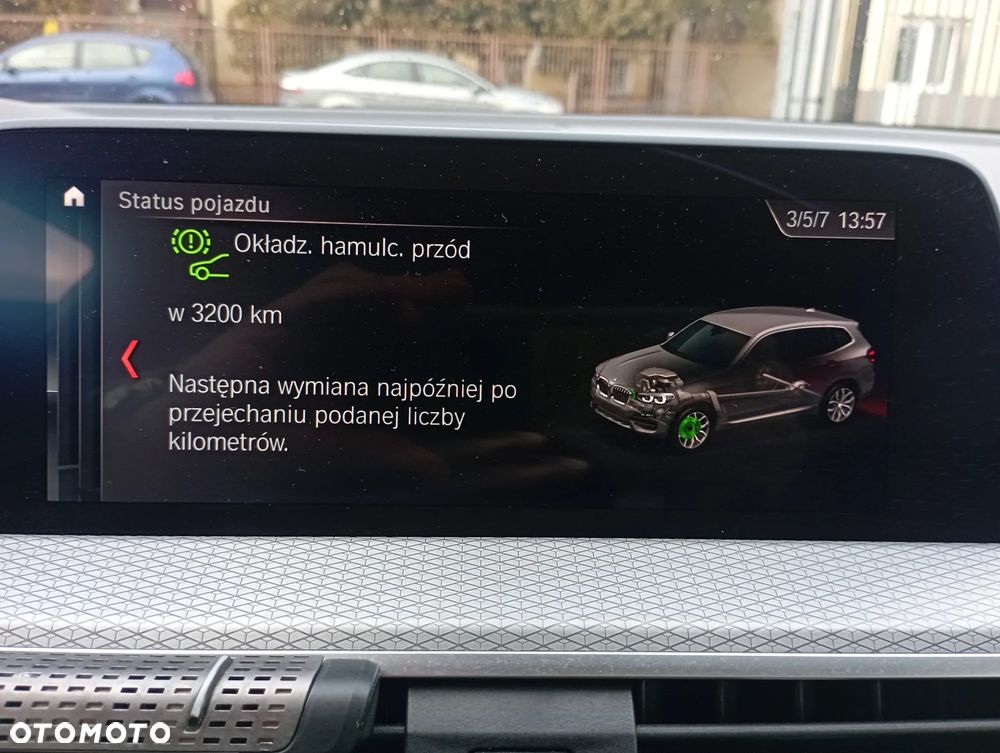 Status pojazdu
3/5/7 13:57
Okładz. hamulc. przód
w 3200 km
Następna wymiana najpóźniej po
przejechaniu podanej liczby
kilometrów.
OTOMOTO